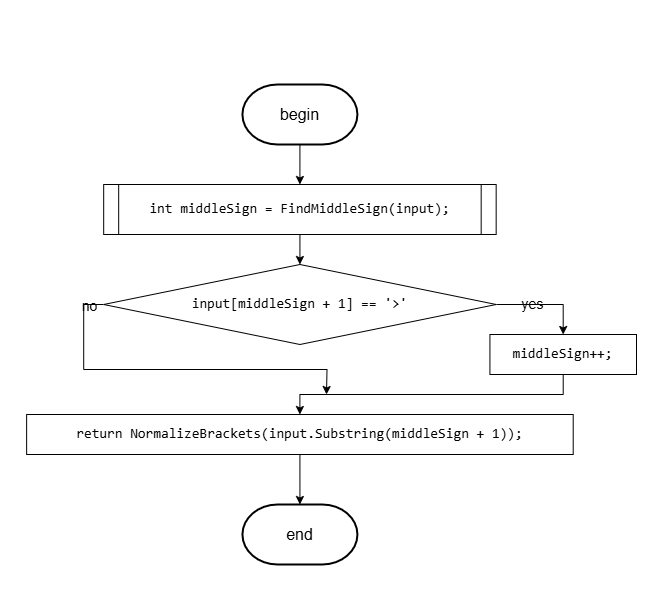 begin
int middleSign = FindMiddleSign(input);
input[middleSign + 1] == '>'
no
yes
middleSign++;
return NormalizeBrackets(input.Substring(middleSign + 1));
end